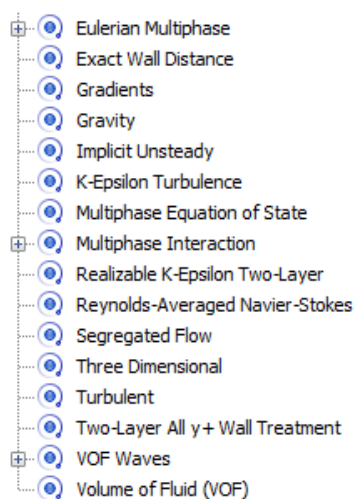 Eulerian Multiphase
Exact Wall Distance
Gradients
Gravity
Implicit Unsteady
K-Epsilon Turbulence
Multiphase Equation of State
Multiphase Interaction
Realizable K-Epsilon Two-Layer
Reynolds-Averaged Navier-Stokes
Segregated Flow
Three Dimensional
Turbulent
Two-Layer All y+ Wall Treatment
VOF Waves
Volume of Fluid (VOF)